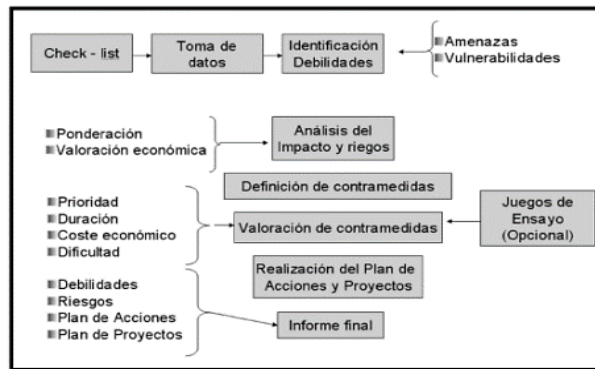 Check - list
Toma de
datos
Identificación
Debilidades
Amenazas
Vulnerabilidades
Ponderación
Valoración económica
Análisis del
Impacto y riegos
Definición de contramedidas
Prioridad
Duración
Coste económico
Dificultad
Valoración de contramedidas
Juegos de
Ensayo
(Opcional)
Realización del Plan de
Acciones y Proyectos
Debilidades
Riesgos
Plan de Acciones
Plan de Proyectos
Informe final